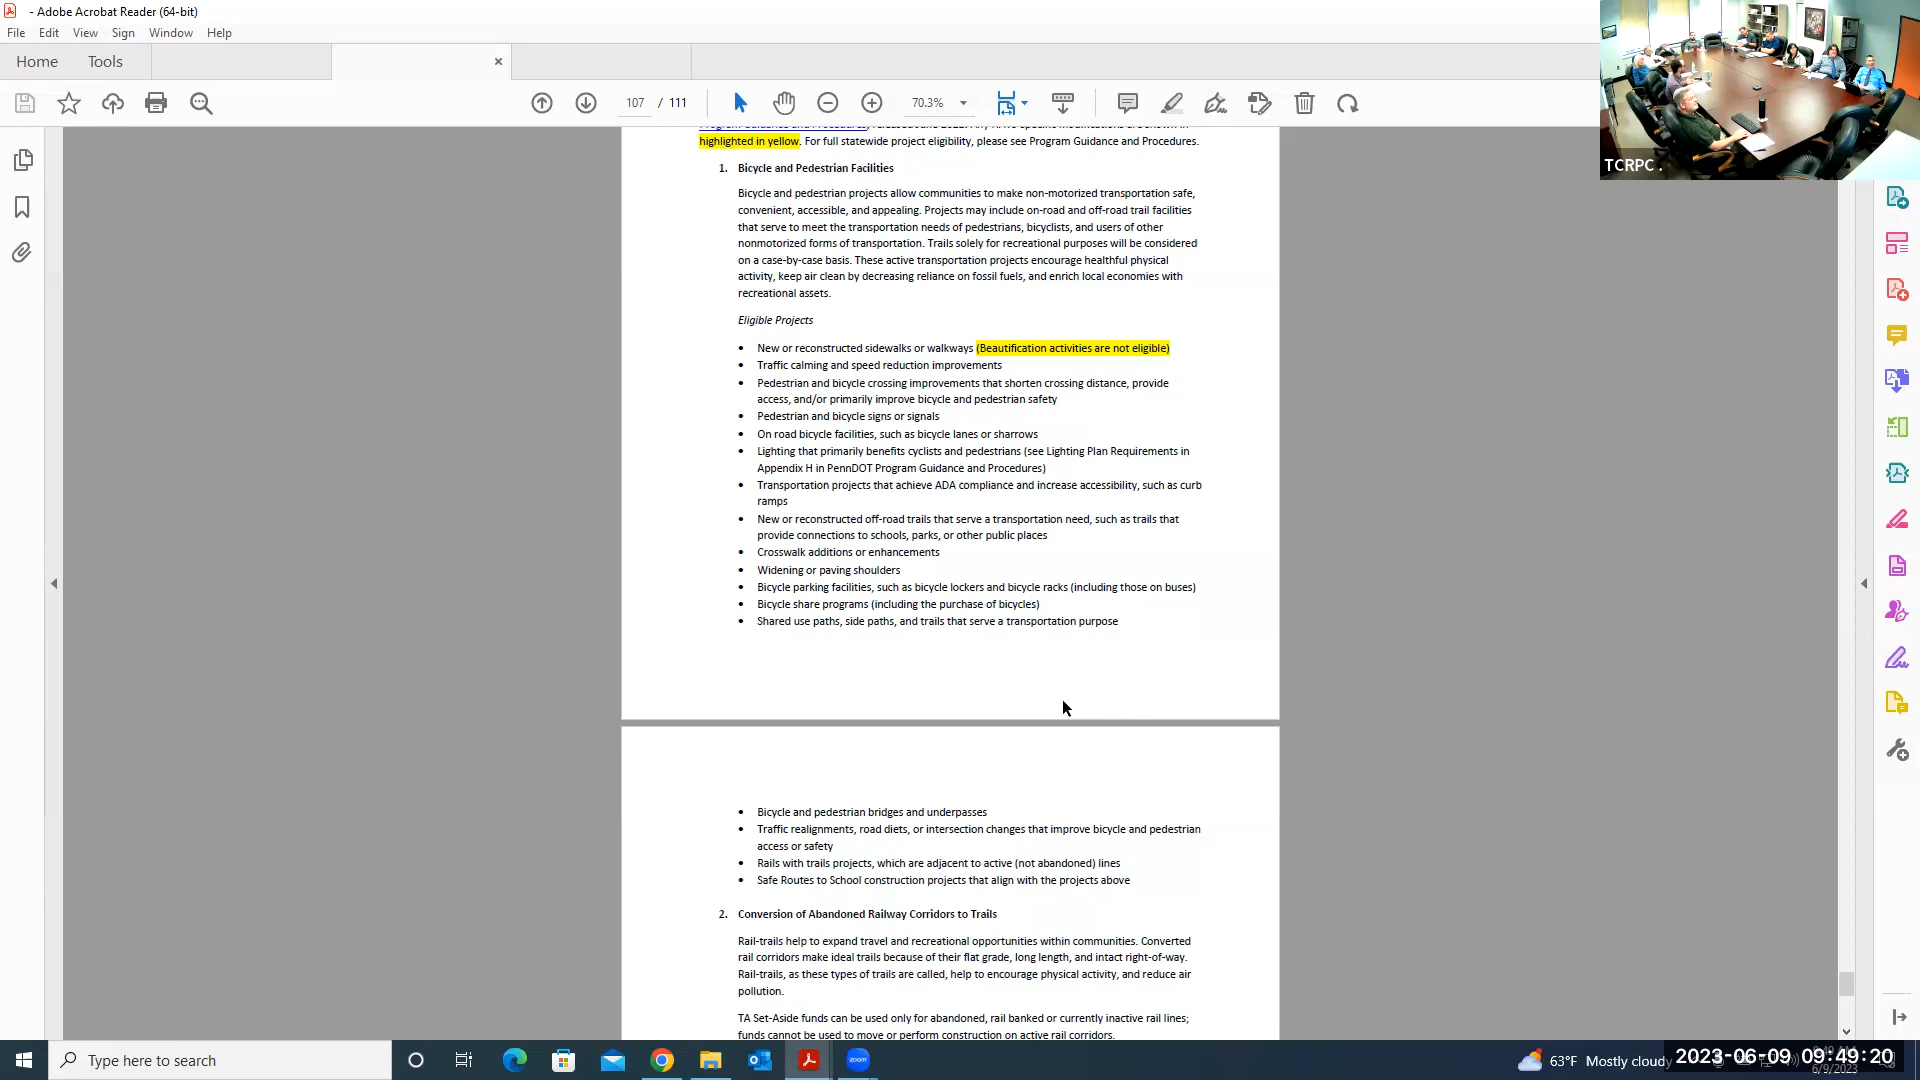 - Adobe Acrobat Reader (64-bit)
File Edit View Sign Window Help
Home Tools
107 / 111
70.3%
highlighted in yellow. For full statewide project eligibility, please see Program Guidance and Procedures.
1. Bicycle and Pedestrian Facilities
Bicycle and pedestrian projects allow communities to make non-motorized transportation safe,
convenient, accessible, and appealing. Projects may include on-road and off-road trail facilities
that serve to meet the transportation needs of pedestrians, bicyclists, and users of other
nonmotorized forms of transportation. Trails solely for recreational purposes will be considered
on a case-by-case basis. These active transportation projects encourage healthful physical
activity, keep air clean by decreasing reliance on fossil fuels, and enrich local economies with
recreational assets.
Eligible Projects
• New or reconstructed sidewalks or walkways (Beautification activities are not eligible)
• Traffic calming and speed reduction improvements
• Pedestrian and bicycle crossing improvements that shorten crossing distance, provide
access, and/or primarily improve bicycle and pedestrian safety
• Pedestrian and bicycle signs or signals
• On road bicycle facilities, such as bicycle lanes or sharrows
• Lighting that primarily benefits cyclists and pedestrians (see Lighting Plan Requirements in
Appendix H in PennDOT Program Guidance and Procedures)
• Transportation projects that achieve ADA compliance and increase accessibility, such as curb
ramps
• New or reconstructed off-road trails that serve a transportation need, such as trails that
provide connections to schools, parks, or other public places
• Crosswalk additions or enhancements
• Widening or paving shoulders
• Bicycle parking facilities, such as bicycle lockers and bicycle racks (including those on buses)
• Bicycle share programs (including the purchase of bicycles)
• Shared use paths, side paths, and trails that serve a transportation purpose
• Bicycle and pedestrian bridges and underpasses
• Traffic realignments, road diets, or intersection changes that improve bicycle and pedestrian
access or safety
• Rails with trails projects, which are adjacent to active (not abandoned) lines
• Safe Routes to School construction projects that align with the projects above
2. Conversion of Abandoned Railway Corridors to Trails
Rail-trails help to expand travel and recreational opportunities within communities. Converted
rail corridors make ideal trails because of their flat grade, long length, and intact right-of-way.
Rail-trails, as these types of trails are called, help to encourage physical activity, and reduce air
pollution.
TA Set-Aside funds can be used only for abandoned, rail banked or currently inactive rail lines;
funds cannot be used to move or perform construction on active rail corridors.
TCRPC .
Type here to search
zoom
63°F Mostly cloudy
2023-06-09 09:49:20
6/9/2023